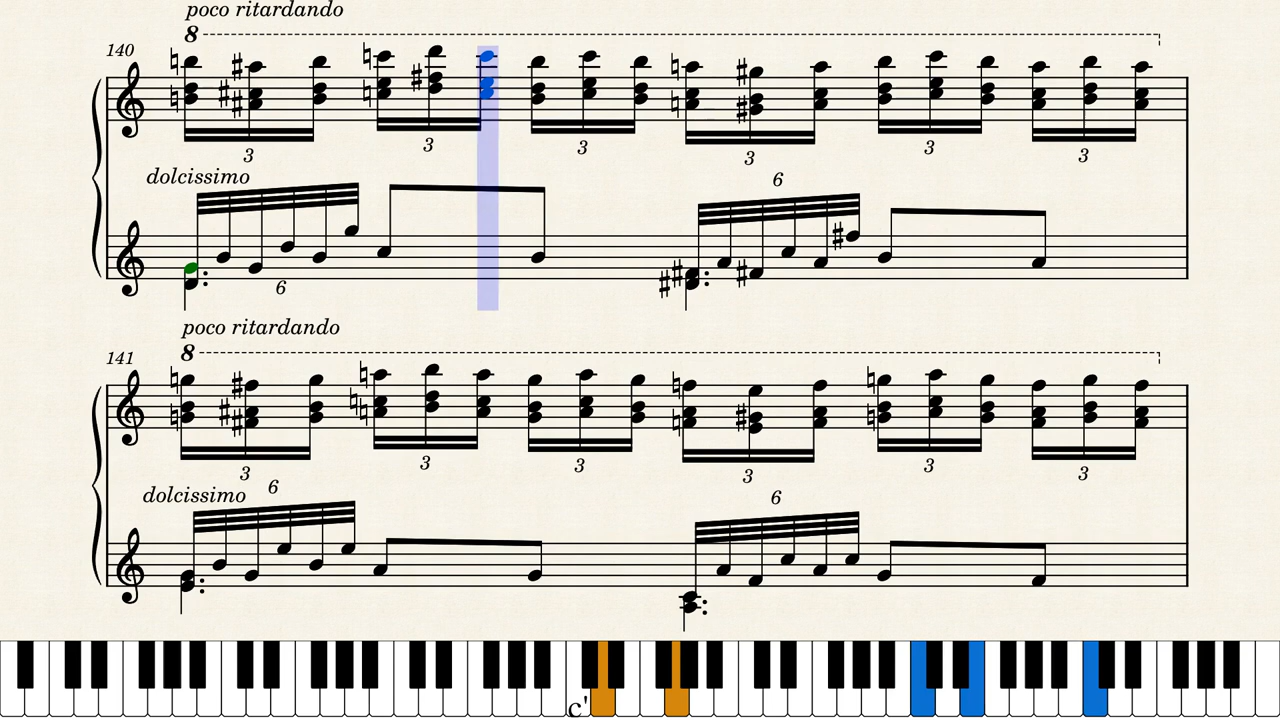 poco ritardando
8
140
3 3 3 3 3 3
dolcissimo 6
6
poco ritardando
8
141
3 3 3 3 3 3
dolcissimo 6 6
c'